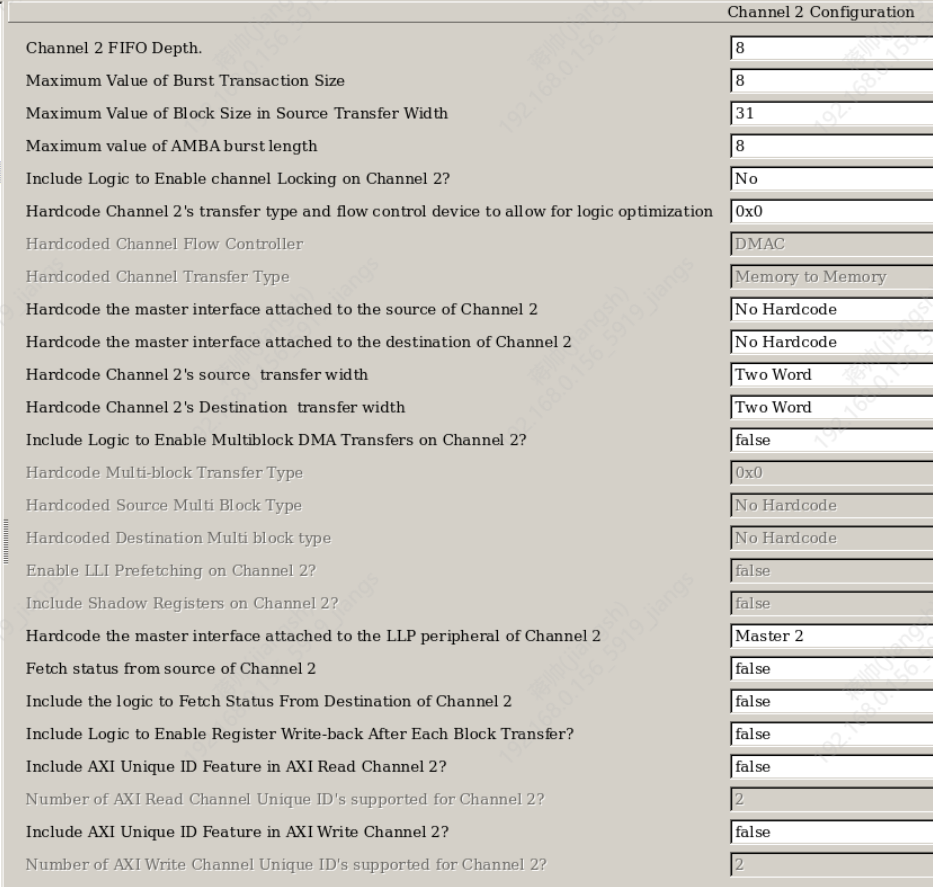 Channel 2 Configuration
Channel 2 FIFO Depth. 8
Maximum Value of Burst Transaction Size 8
Maximum Value of Block Size in Source Transfer Width 31
Maximum value of AMBA burst length 8
Include Logic to Enable channel Locking on Channel 2? No
Hardcode Channel 2's transfer type and flow control device to allow for logic optimization 0x0
Hardcoded Channel Flow Controller DMAC
Hardcoded Channel Transfer Type Memory to Memory
Hardcode the master interface attached to the source of Channel 2 No Hardcode
Hardcode the master interface attached to the destination of Channel 2 No Hardcode
Hardcode Channel 2's source  transfer width Two Word
Hardcode Channel 2's Destination  transfer width Two Word
Include Logic to Enable Multiblock DMA Transfers on Channel 2? false
Hardcode Multi-block Transfer Type 0x0
Hardcoded Source Multi Block Type No Hardcode
Hardcoded Destination Multi block type No Hardcode
Enable LLI Prefetching on Channel 2? false
Include Shadow Registers on Channel 2? false
Hardcode the master interface attached to the LLP peripheral of Channel 2 Master 2
Fetch status from source of Channel 2 false
Include the logic to Fetch Status From Destination of Channel 2 false
Include Logic to Enable Register Write-back After Each Block Transfer? false
Include AXI Unique ID Feature in AXI Read Channel 2? false
Number of AXI Read Channel Unique ID's supported for Channel 2? 2
Include AXI Unique ID Feature in AXI Write Channel 2? false
Number of AXI Write Channel Unique ID's supported for Channel 2? 2